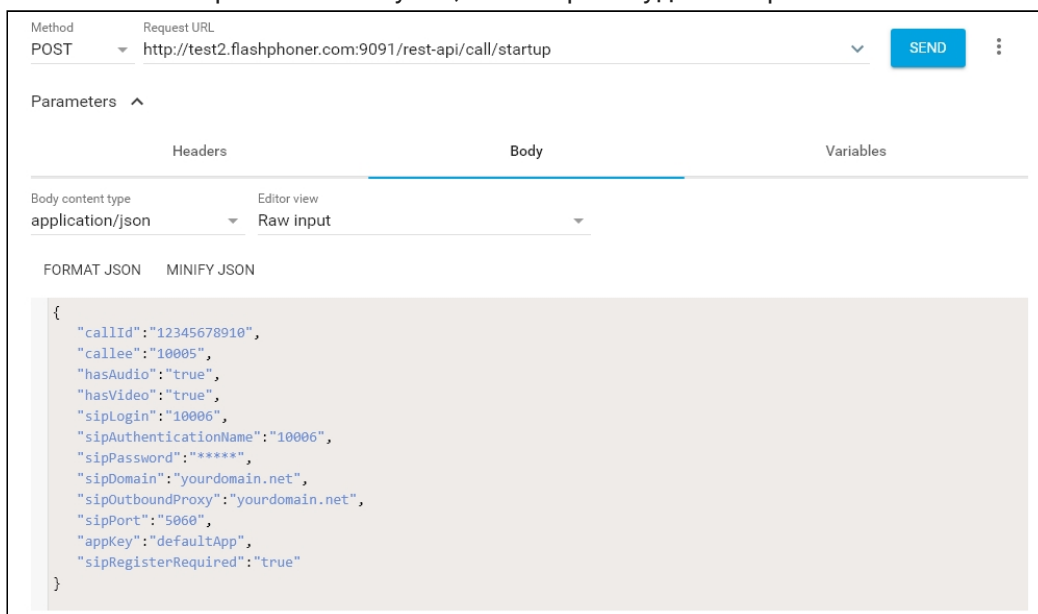 Method Request URL
POST http://test2.flashphoner.com:9091/rest-api/call/startup SEND
Parameters
Headers Body Variables
Body content type Editor view
application/json Raw input
FORMAT JSON MINIFY JSON
{
"callId":"12345678910",
"callee":"10005",
"hasAudio":"true",
"hasVideo":"true",
"sipLogin":"10006",
"sipAuthenticationName":"10006",
"sipPassword":"*****",
"sipDomain":"yourdomain.net",
"sipOutboundProxy":"yourdomain.net",
"sipPort":"5060",
"appKey":"defaultApp",
"sipRegisterRequired":"true"
}